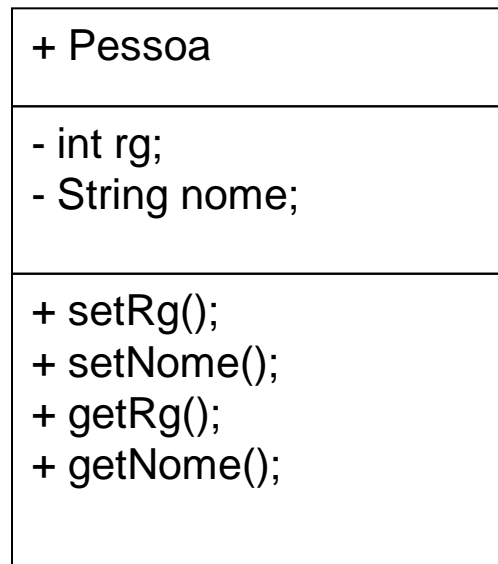 + Pessoa
- int rg;
- String nome;
+ setRg();
+ setNome();
+ getRg();
+ getNome();